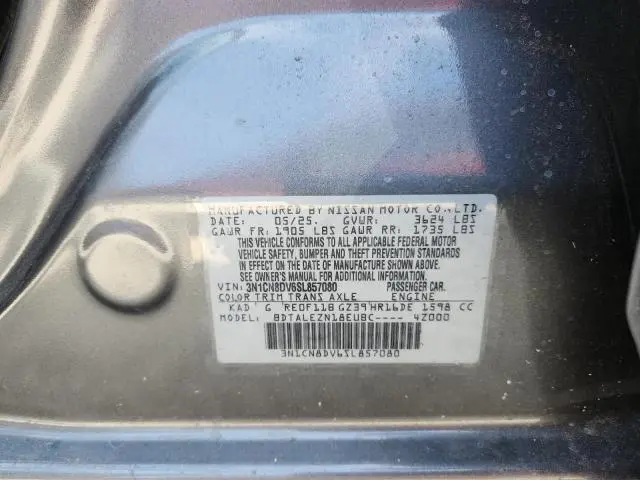 MANUFACTURED BY NISSAN MOTOR CO.,LTD.
DATE: 05/25. GVWR: 3624 LBS
GAWR FR: 1905 LBS GAWR RR: 1735 LBS
THIS VEHICLE CONFORMS TO ALL APPLICABLE FEDERAL MOTOR
VEHICLE SAFETY, BUMPER AND THEFT PREVENTION STANDARDS
IN EFFECT ON THE DATE OF MANUFACTURE SHOWN ABOVE.
SEE OWNER'S MANUAL FOR ADDITIONAL INFORMATION.
VIN: 3N1CN8DV6SL857080 PASSENGER CAR.
COLOR TRIM TRANS AXLE ENGINE
KAD G RE0F11B GZ39 HR16DE 1598 CC
MODEL: BDTALEZN18EUBC---- 4Z000
3N1CN8DV6SL857080